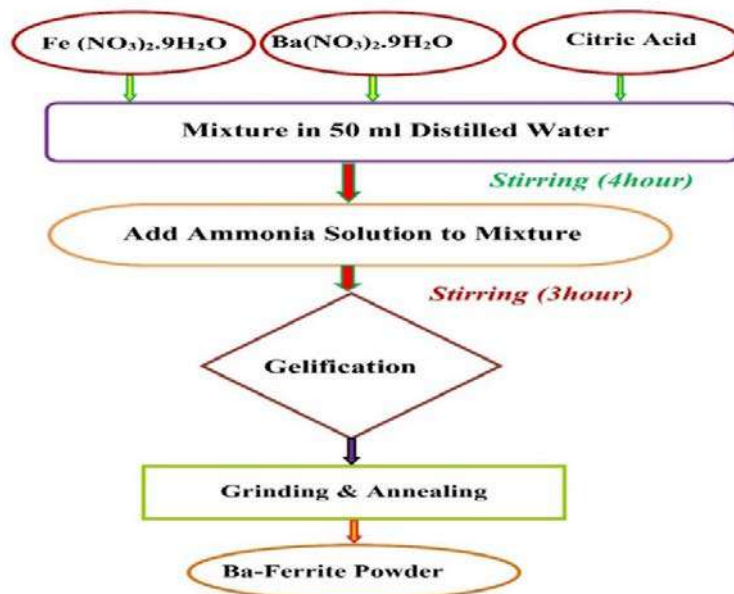 Fe (NO₃)₂.9H₂O
Ba(NO₃)₂.9H₂O
Citric Acid
Mixture in 50 ml Distilled Water
Stirring (4hour)
Add Ammonia Solution to Mixture
Stirring (3hour)
Gelification
Grinding & Annealing
Ba-Ferrite Powder